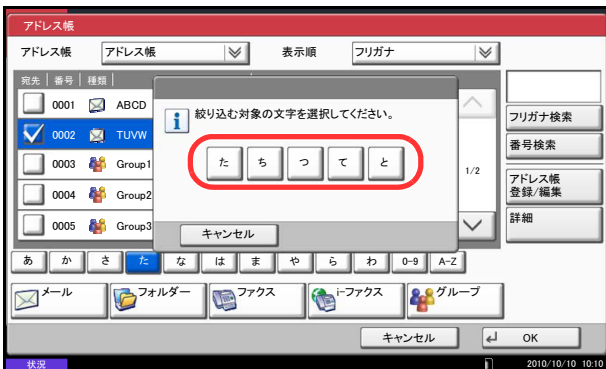 アドレス帳
アドレス帳 アドレス帳 表示順 フリガナ
宛先 番号 種類
0001 ABCD
0002 TUVW
0003 Group1
0004 Group2
0005 Group3
絞り込む対象の文字を選択してください。
た ち つ て と
キャンセル
1/2
フリガナ検索
番号検索
アドレス帳
登録/編集
詳細
あ か さ た な は ま や ら わ 0-9 A-Z
メール フォルダー ファクス i-ファクス グループ
キャンセル OK
状況 2010/10/10 10:10